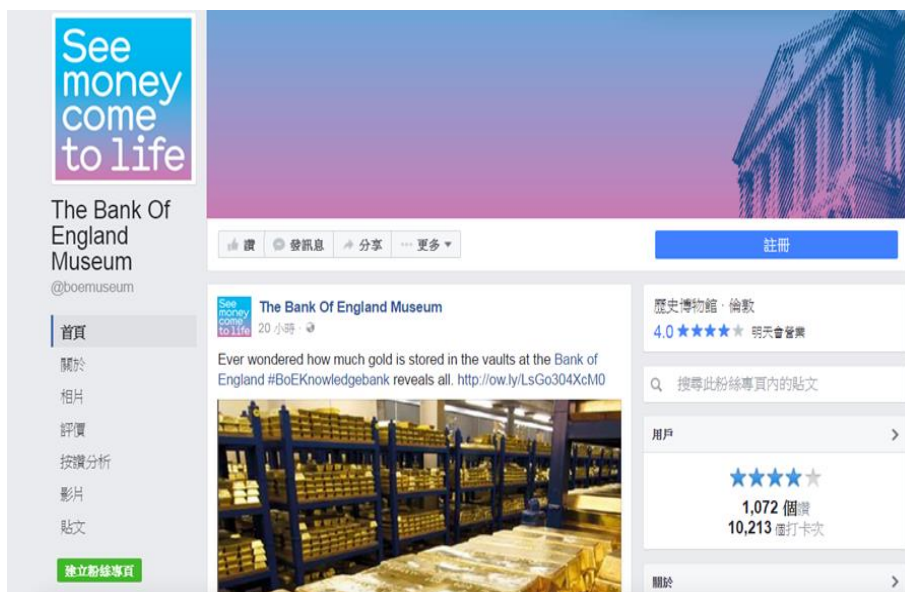 See
money
come
to life
The Bank Of
England
Museum
@boemuseum
首頁
關於
相片
評價
按讚分析
影片
貼文
建立粉絲專頁
讚
發訊息
分享
更多
註冊
See
money
come
to life
The Bank Of England Museum
20 小時
Ever wondered how much gold is stored in the vaults at the Bank of
England #BoEKnowledgebank reveals all. http://ow.ly/LsGo304XcM0
歷史博物館 · 倫敦
4.0 ★★★★★ 明天會營業
搜尋此粉絲專頁內的貼文
用戶
1,072 個讚
10,213 個打卡次
關於